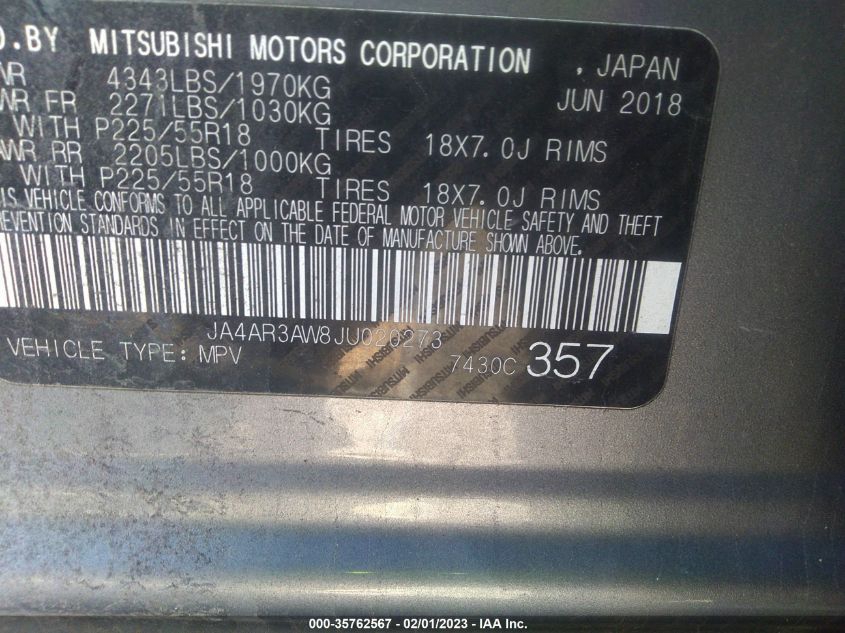 D.BY MITSUBISHI MOTORS CORPORATION , JAPAN
WR 4343LBS/1970KG JUN 2018
WR FR 2271LBS/1030KG
WITH P225/55R18 TIRES 18X7.0J RIMS
WR RR 2205LBS/1000KG
WITH P225/55R18 TIRES 18X7.0J RIMS
IS VEHICLE CONFORMS TO ALL APPLICABLE FEDERAL MOTOR VEHICLE SAFETY AND THEFT
REVENTION STANDARDS IN EFFECT ON THE DATE OF MANUFACTURE SHOWN ABOVE.
JA4AR3AW8JU020273
VEHICLE TYPE: MPV 7430C 357
MITSUBISHI
000-35762567 - 02/01/2023 - IAA Inc.